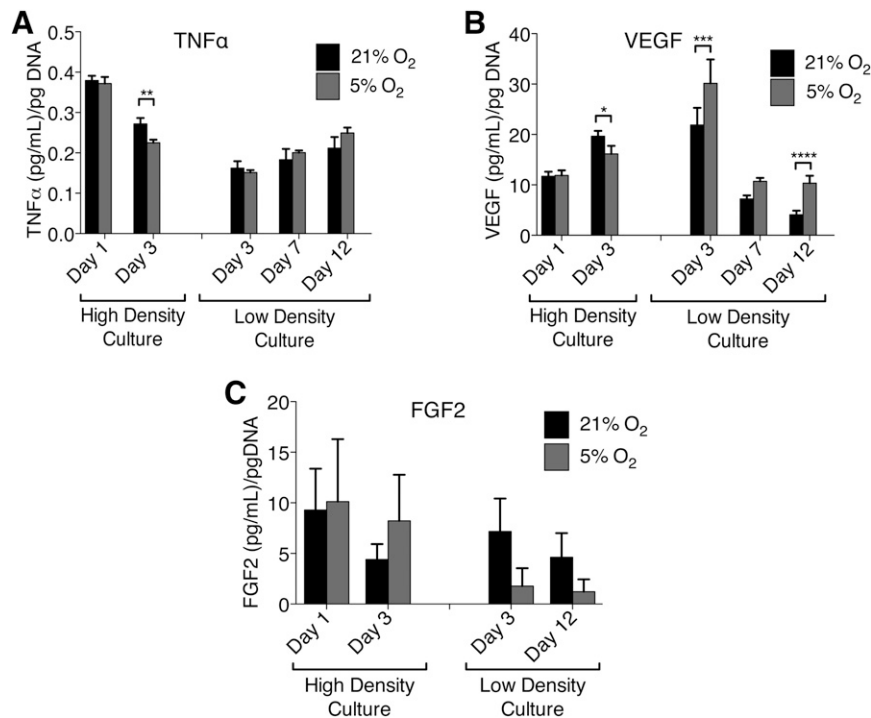 A
TNFα
TNFα (pg/mL)/pg DNA
0.5
0.4
0.3
0.2
0.1
0.0
21% O₂
5% O₂
**
Day 1
Day 3
Day 3
Day 7
Day 12
High Density
Culture
Low Density
Culture
B
VEGF
VEGF (pg/mL)/pg DNA
40
30
20
10
0
21% O₂
5% O₂
*
***
****
Day 1
Day 3
Day 3
Day 7
Day 12
High Density
Culture
Low Density
Culture
C
FGF2
FGF2 (pg/mL)/pgDNA
20
15
10
5
0
21% O₂
5% O₂
Day 1
Day 3
Day 3
Day 12
High Density
Culture
Low Density
Culture